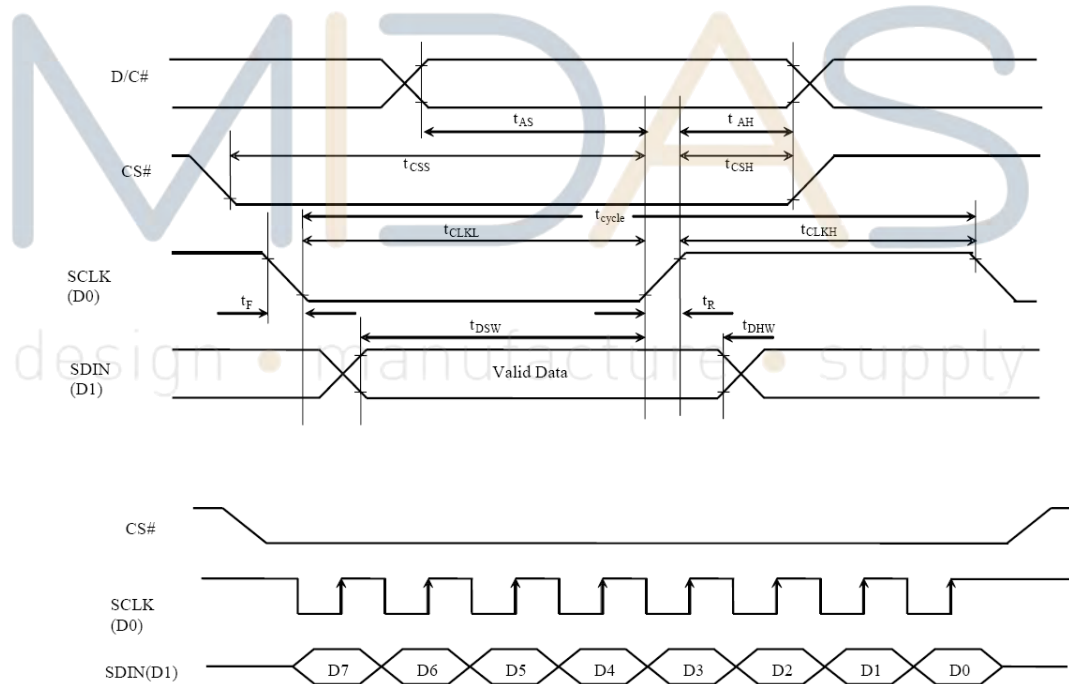 MIDAS
D/C#
tAS
tAH
CS#
tCSS
tCSH
tcycle
tCLKL
tCLKH
SCLK
(D0)
tF
tR
tDSW
tDHW
design • manufacture • supply
SDIN
(D1)
Valid Data
CS#
SCLK
(D0)
SDIN(D1)
D7 D6 D5 D4 D3 D2 D1 D0